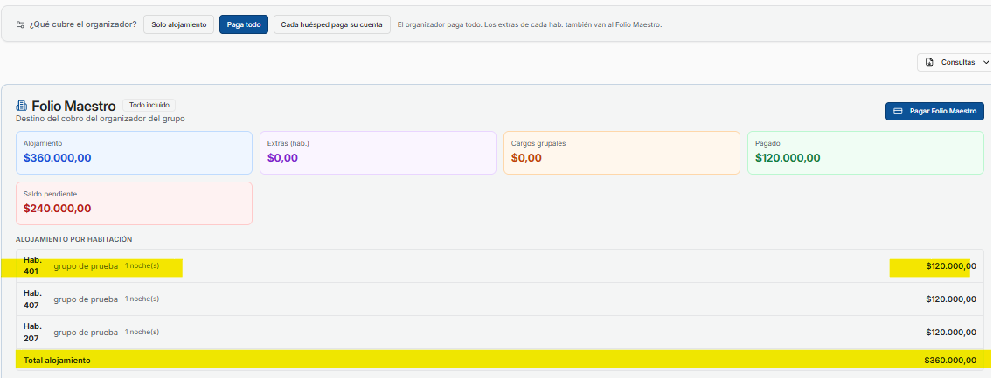 ¿Qué cubre el organizador? Solo alojamiento Paga todo Cada huésped paga su cuenta El organizador paga todo. Los extras de cada hab. también van al Folio Maestro.
Consultas
Folio Maestro Todo incluido
Destino del cobro del organizador del grupo
Pagar Folio Maestro
Alojamiento
$360.000,00
Extras (hab.)
$0,00
Cargos grupales
$0,00
Pagado
$120.000,00
Saldo pendiente
$240.000,00
ALOJAMIENTO POR HABITACIÓN
Hab.
401 grupo de prueba 1 noche(s) $120.000,00
Hab.
407 grupo de prueba 1 noche(s) $120.000,00
Hab.
207 grupo de prueba 1 noche(s) $120.000,00
Total alojamiento $360.000,00